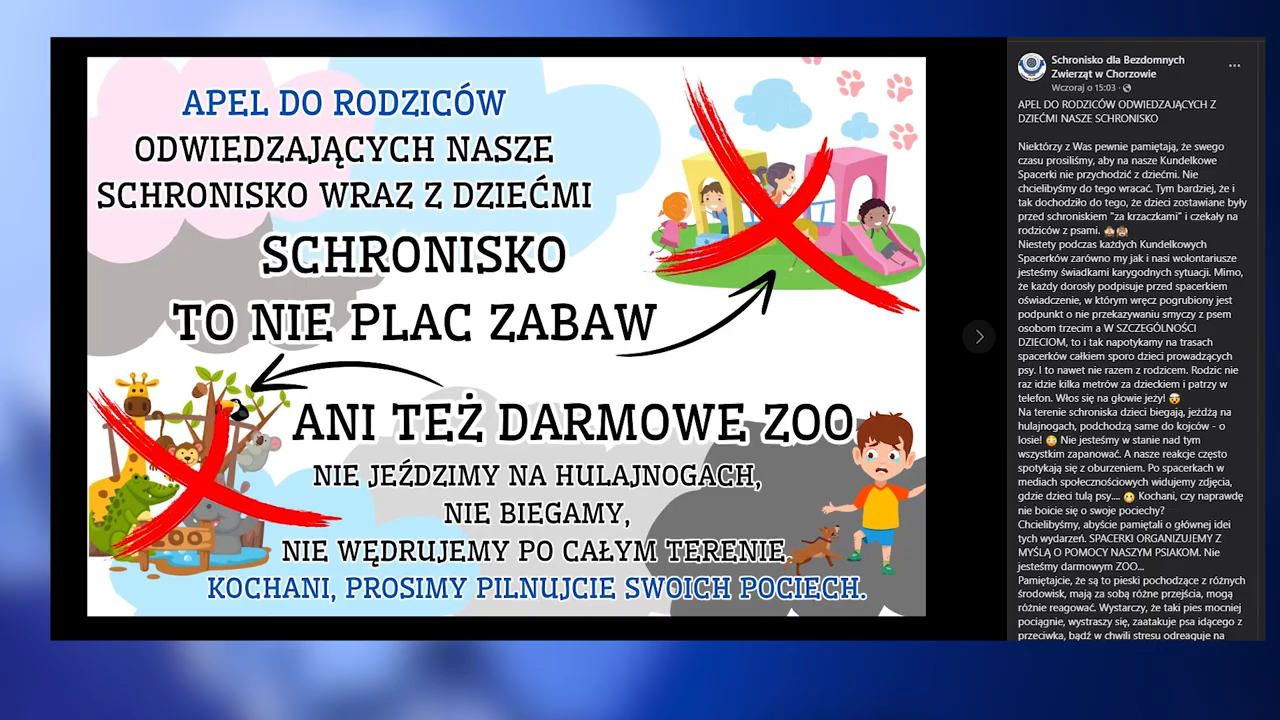 APEL DO RODZICÓW
ODWIEDZAJĄCYCH NASZE
SCHRONISKO WRAZ Z DZIEĆMI
SCHRONISKO
TO NIE PLAC ZABAW
ANI TEŻ DARMOWE ZOO
NIE JEŹDZIMY NA HULAJNOGACH,
NIE BIEGAMY,
NIE WĘDRUJEMY PO CAŁYM TERENIE.
KOCHANI, PROSIMY PILNUJCIE SWOICH POCIECH.
ZOO
Schronisko dla Bezdomnych
Zwierząt w Chorzowie
Wczoraj o 15:03 ·
APEL DO RODZICÓW ODWIEDZAJĄCYCH Z
DZIEĆMI NASZE SCHRONISKO
Niektórzy z Was pewnie pamiętają, że swego
czasu prosiliśmy, aby na nasze Kundelkowe
Spacerki nie przychodzić z dziećmi. Nie
chcielibyśmy do tego wracać. Tym bardziej, że i
tak dochodziło do tego, że dzieci zostawiane były
przed schroniskiem "za krzaczkami" i czekały na
rodziców z psami. 🙈🙊
Niestety podczas każdych Kundelkowych
Spacerków zarówno my jak i nasi wolontariusze
jesteśmy świadkami karygodnych sytuacji. Mimo,
że każdy dorosły podpisuje przed spacerkiem
oświadczenie, w którym wręcz pogrubiony jest
podpunkt o nie przekazywaniu smyczy z psem
osobom trzecim a W SZCZEGÓLNOŚCI
DZIECIOM, to i tak napotykamy na trasach
spacerków całkiem sporo dzieci prowadzących
psy. I to nawet nie razem z rodzicem. Rodzic nie
raz idzie kilka metrów za dzieckiem i patrzy w
telefon. Włos się na głowie jeży! 🤯
Na terenie schroniska dzieci biegają, jeżdżą na
hulajnogach, podchodzą same do kojców - o
losie! 😳 Nie jesteśmy w stanie nad tym
wszystkim zapanować. A nasze reakcje często
spotykają się z oburzeniem. Po spacerkach w
mediach społecznościowych widujemy zdjęcia,
gdzie dzieci tulą psy.... 😬 Kochani, czy naprawdę
nie boicie się o swoje pociechy?
Chcielibyśmy, abyście pamiętali o głównej idei
tych wydarzeń. SPACERKI ORGANIZUJEMY Z
MYŚLĄ O POMOCY NASZYM PSIAKOM. Nie
jesteśmy darmowym ZOO...
Pamiętajcie, że są to pieski pochodzące z różnych
środowisk, mają za sobą różne przejścia, mogą
różnie reagować. Wystarczy, że taki pies mocniej
pociągnie, wystraszy się, zaatakuje psa idącego z
przeciwka, bądź w chwili stresu odreaguje na